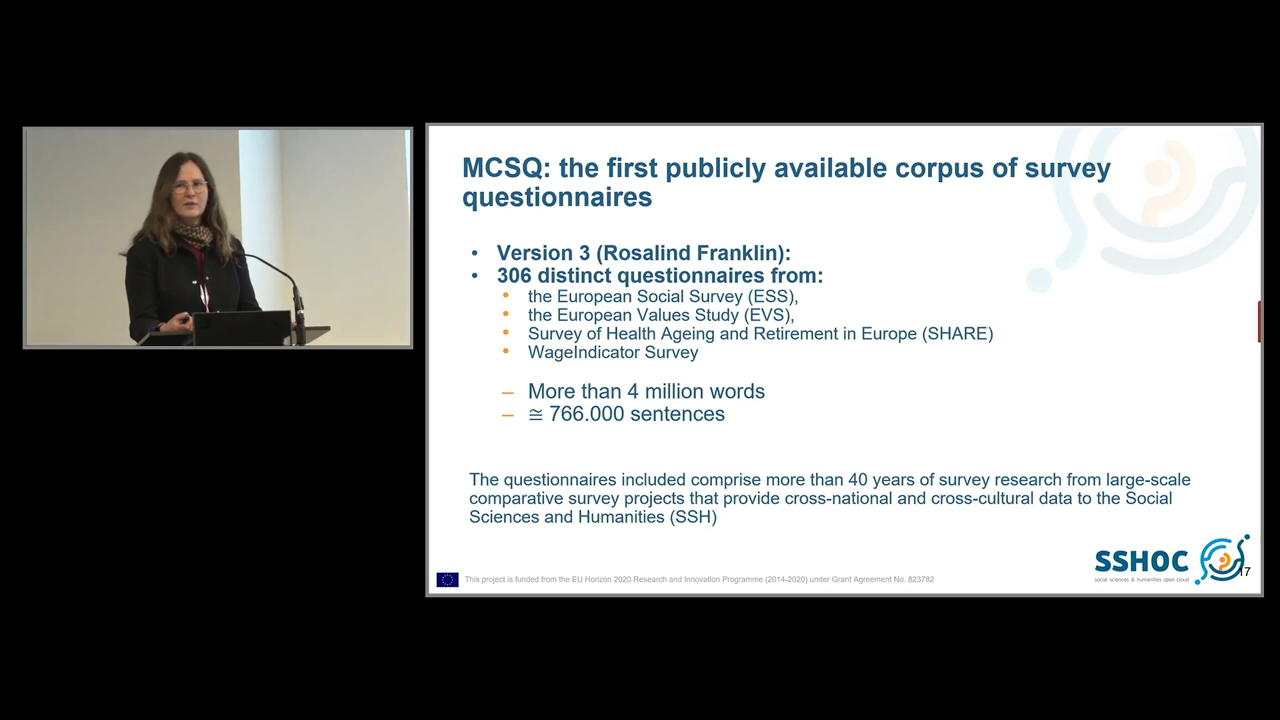 MCSQ: the first publicly available corpus of survey
questionnaires
• Version 3 (Rosalind Franklin):
• 306 distinct questionnaires from:
• the European Social Survey (ESS),
• the European Values Study (EVS),
• Survey of Health Ageing and Retirement in Europe (SHARE)
• WageIndicator Survey
– More than 4 million words
– ≅ 766.000 sentences
The questionnaires included comprise more than 40 years of survey research from large-scale
comparative survey projects that provide cross-national and cross-cultural data to the Social
Sciences and Humanities (SSH)
SSHOC
social sciences & humanities open cloud
17
This project is funded from the EU Horizon 2020 Research and Innovation Programme (2014-2020) under Grant Agreement No. 823782